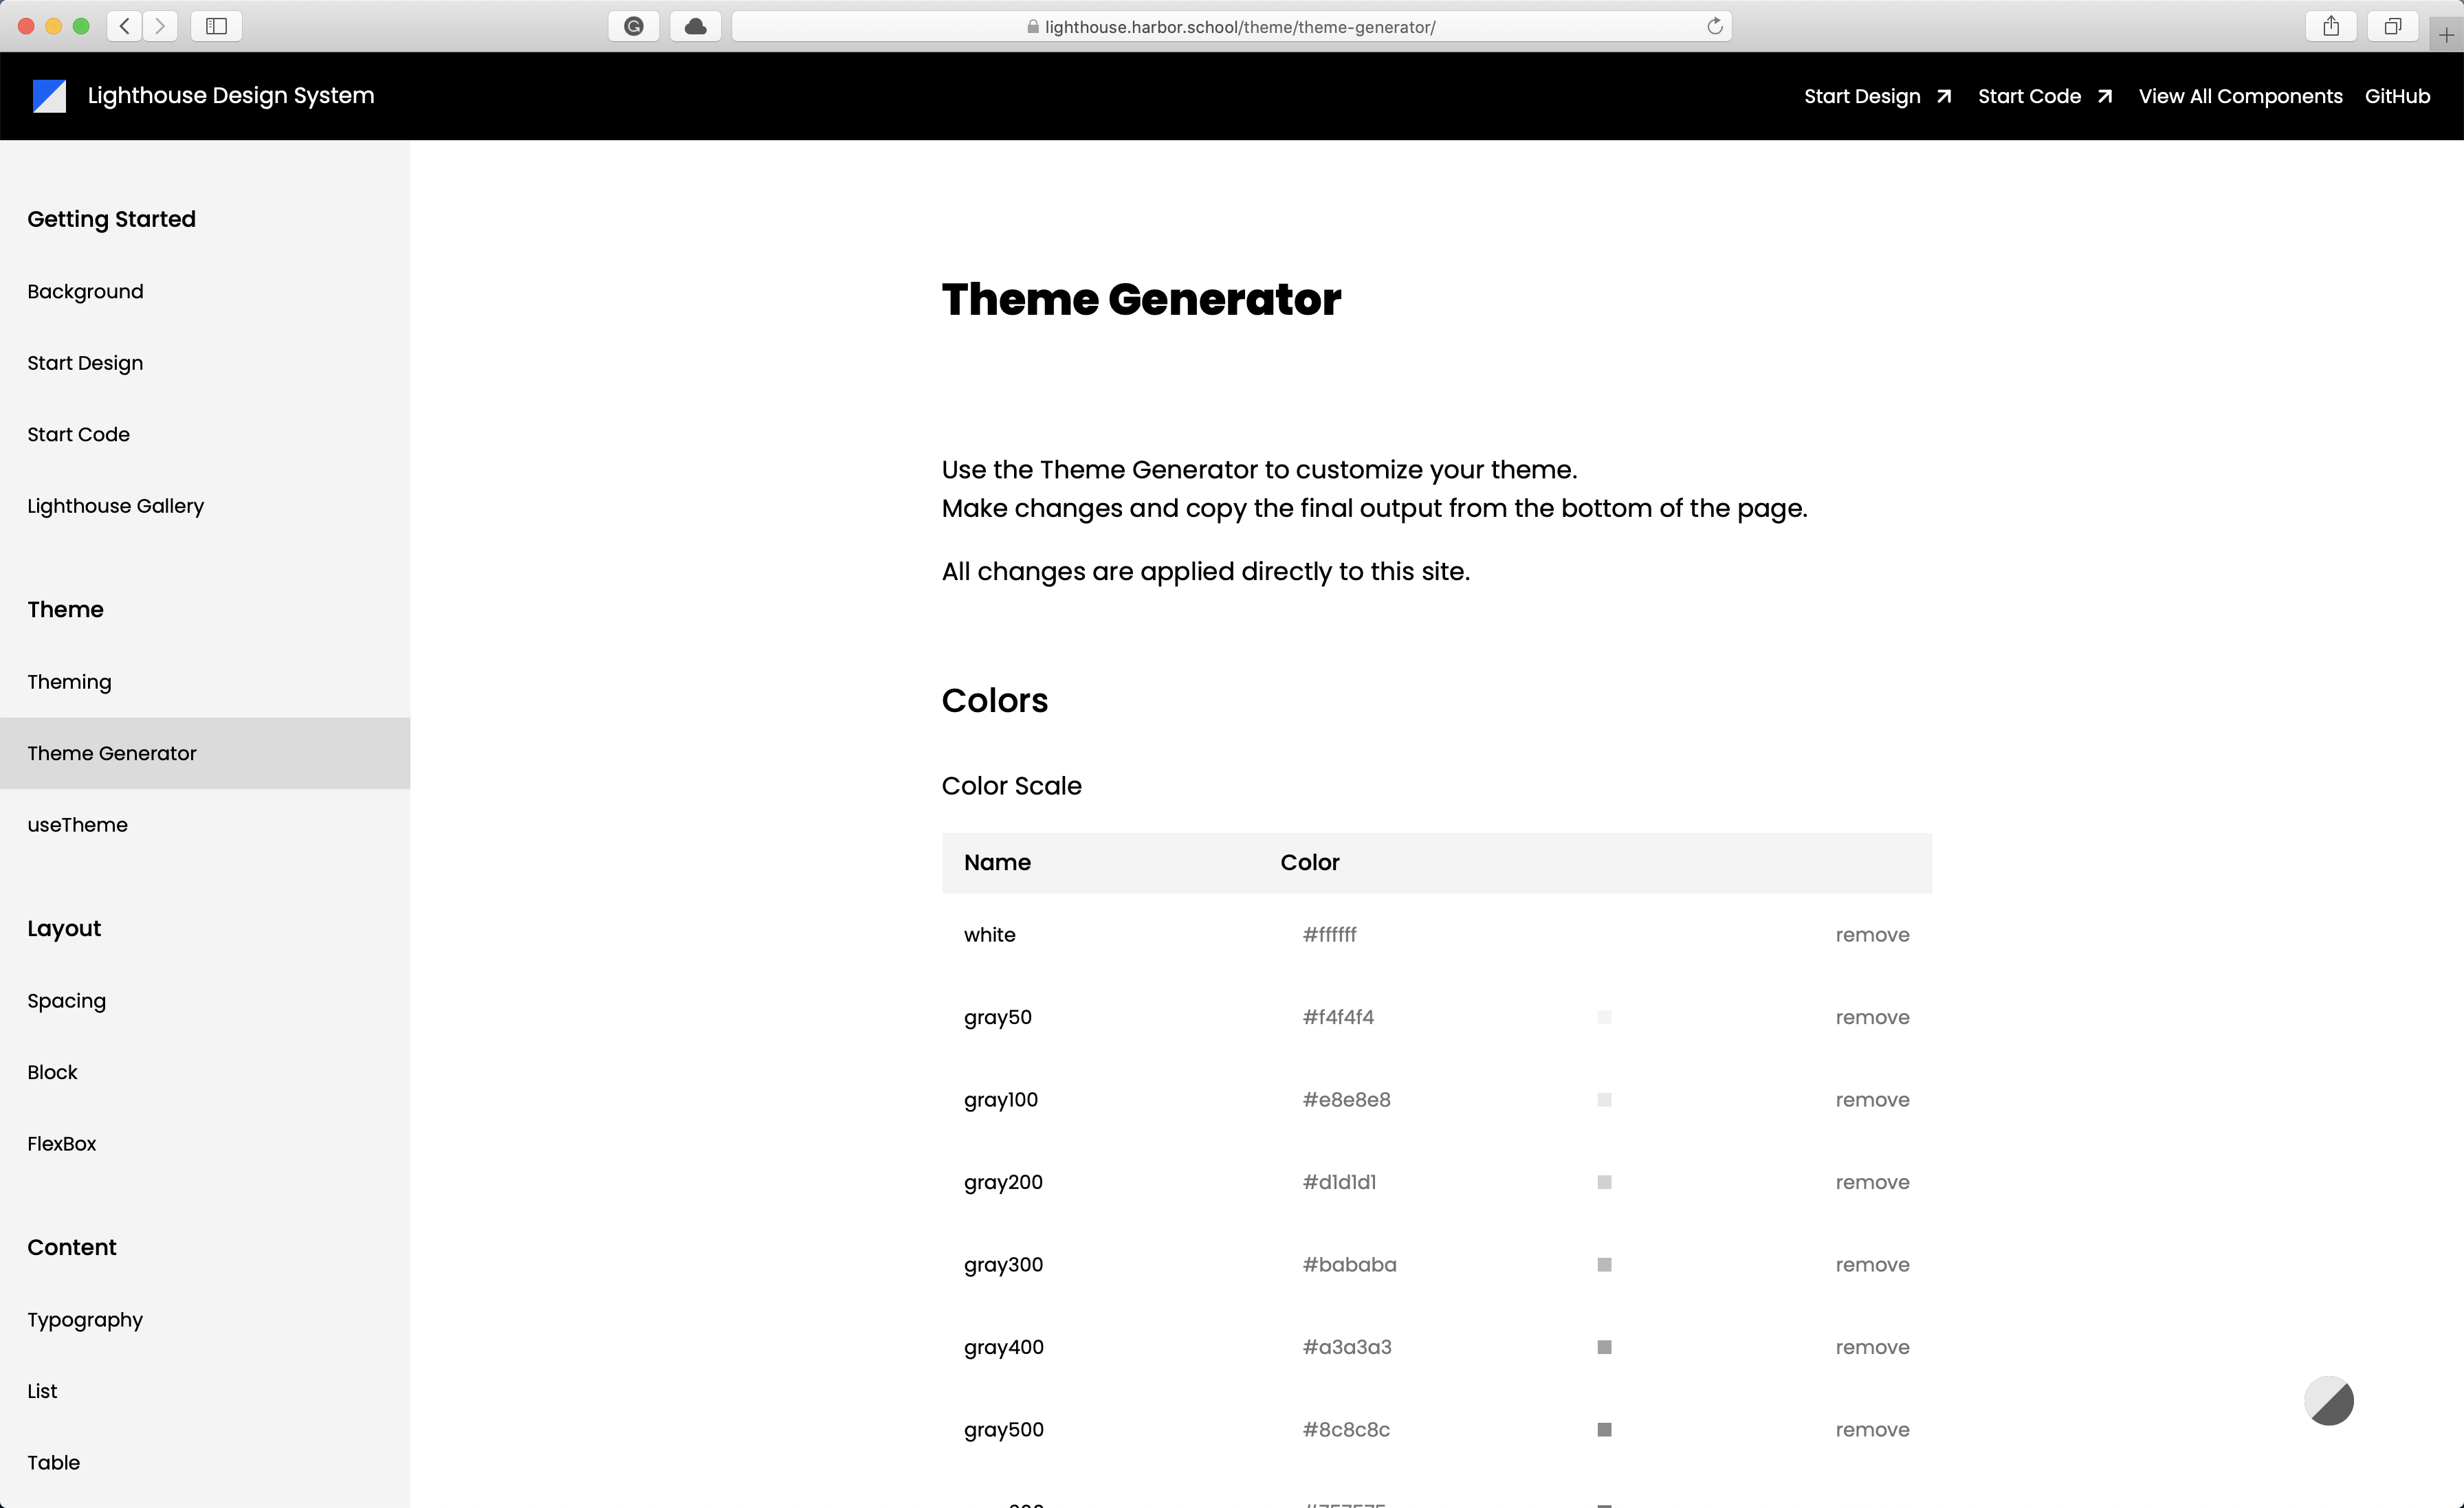 lighthouse.harbor.school/theme/theme-generator/
Lighthouse Design System
Start Design
Start Code
View All Components
GitHub
Getting Started
Background
Start Design
Start Code
Lighthouse Gallery
Theme
Theming
Theme Generator
useTheme
Layout
Spacing
Block
FlexBox
Content
Typography
List
Table
Theme Generator
Use the Theme Generator to customize your theme.
Make changes and copy the final output from the bottom of the page.
All changes are applied directly to this site.
Colors
Color Scale
Name Color
white #ffffff remove
gray50 #f4f4f4 remove
gray100 #e8e8e8 remove
gray200 #d1d1d1 remove
gray300 #bababa remove
gray400 #a3a3a3 remove
gray500 #8c8c8c remove